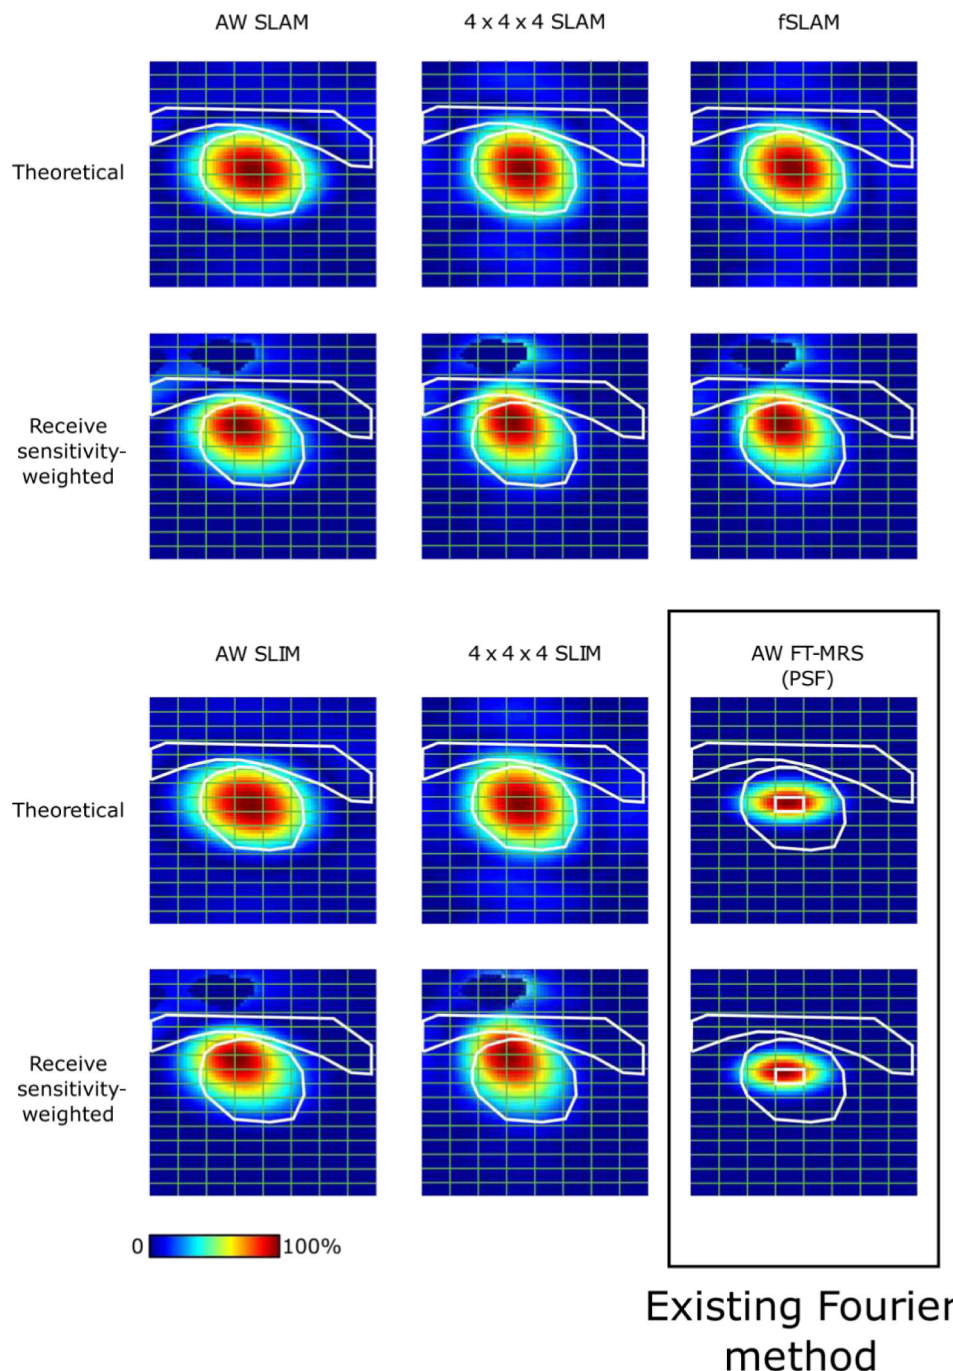 AW SLAM
4 x 4 x 4 SLAM
fSLAM
Theoretical
Receive
sensitivity-
weighted
AW SLIM
4 x 4 x 4 SLIM
AW FT-MRS
(PSF)
Theoretical
Receive
sensitivity-
weighted
0
100%
Existing Fourier
method